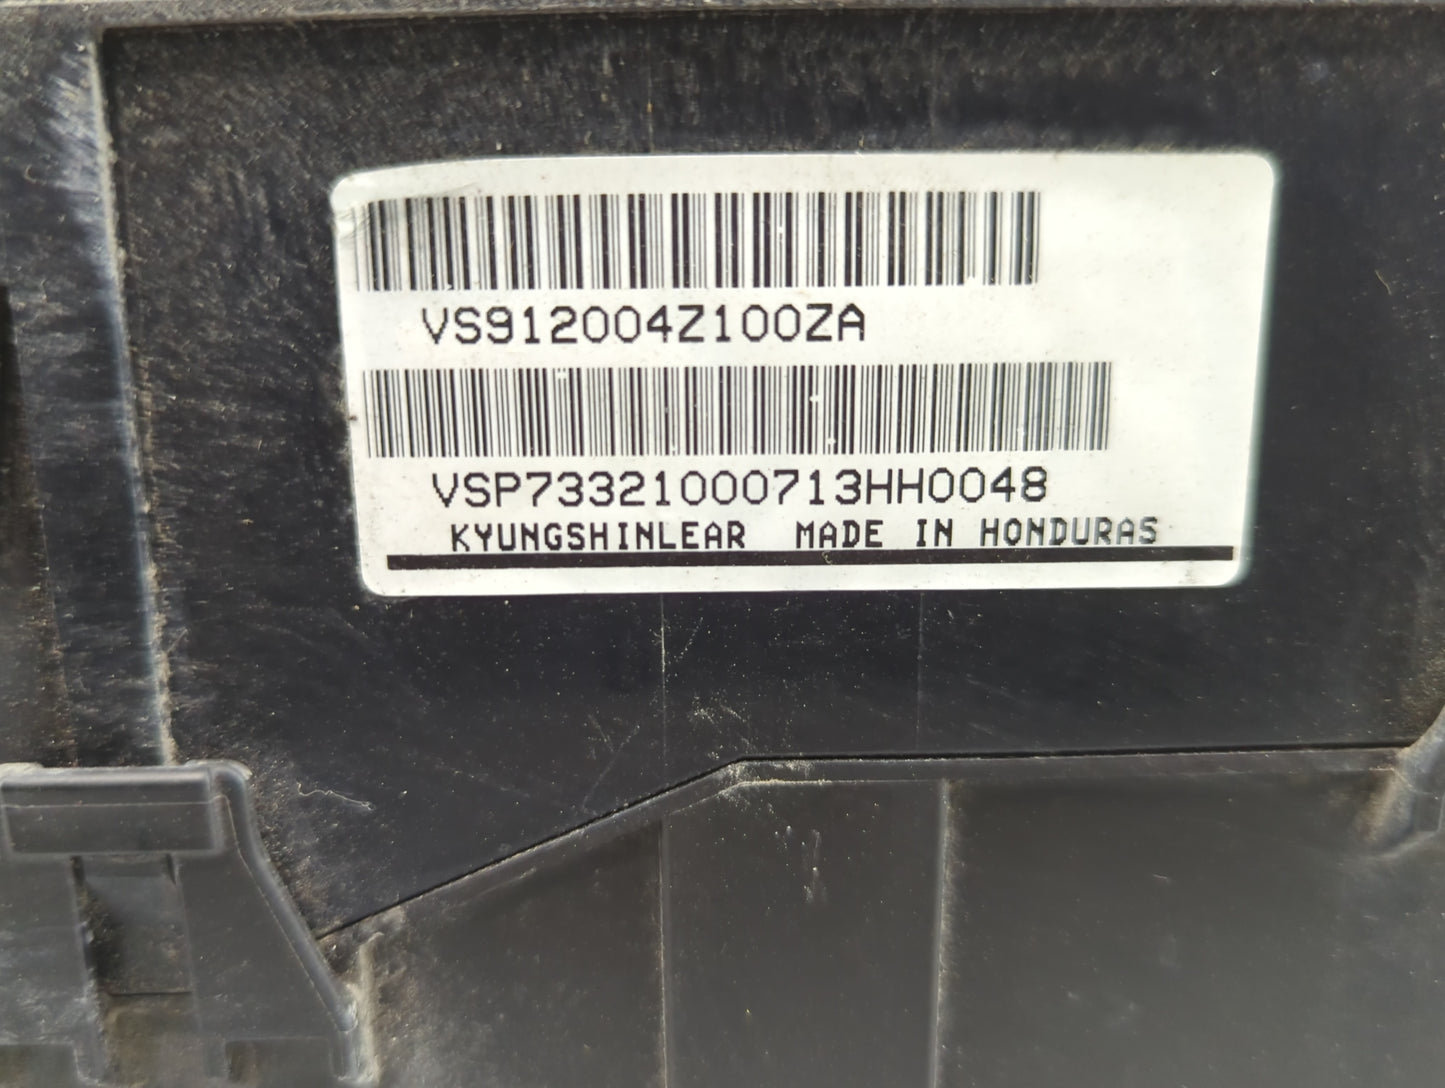 VS912004Z100ZA
VSP73321000713HH0048
KYUNGSHINLEAR MADE IN HONDURAS